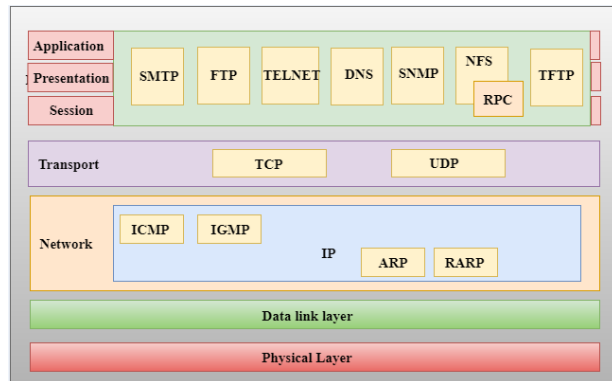 Application
Presentation
Session
SMTP
FTP
TELNET
DNS
SNMP
NFS
RPC
TFTP
Transport
TCP
UDP
Network
ICMP
IGMP
IP
ARP
RARP
Data link layer
Physical Layer